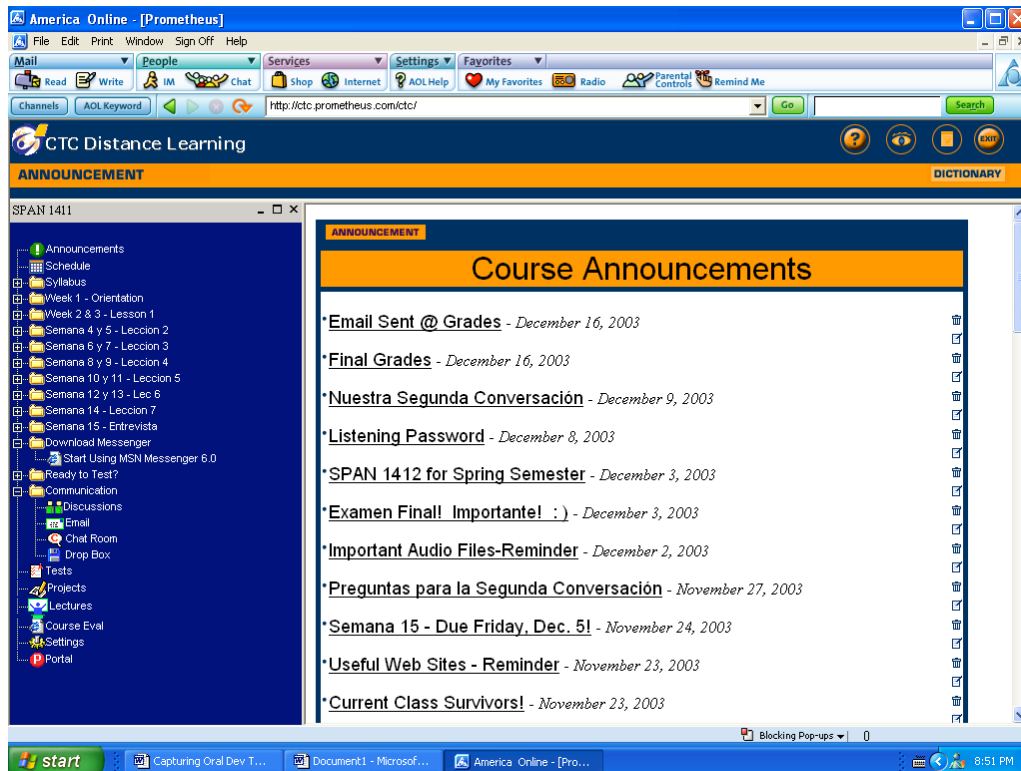 America Online - [Prometheus]
File Edit Print Window Sign Off Help
Mail People Services Settings Favorites
Read Write IM Chat Shop Internet AOL Help My Favorites Radio Parental Controls Remind Me
Channels AOL Keyword http://ctc.prometheus.com/ctc/ Go Search
CTC Distance Learning
EXIT
ANNOUNCEMENT DICTIONARY
SPAN 1411
Announcements
Schedule
Syllabus
Week 1 - Orientation
Week 2 & 3 - Lesson 1
Semana 4 y 5 - Leccion 2
Semana 6 y 7 - Leccion 3
Semana 8 y 9 - Leccion 4
Semana 10 y 11 - Leccion 5
Semana 12 y 13 - Lec 6
Semana 14 - Leccion 7
Semana 15 - Entrevista
Download Messenger
Start Using MSN Messenger 6.0
Ready to Test?
Communication
Discussions
Email
Chat Room
Drop Box
Tests
Projects
Lectures
Course Eval
Settings
Portal
ANNOUNCEMENT
Course Announcements
Email Sent @ Grades - December 16, 2003
Final Grades - December 16, 2003
Nuestra Segunda Conversación - December 9, 2003
Listening Password - December 8, 2003
SPAN 1412 for Spring Semester - December 3, 2003
Examen Final! Importante! : ) - December 3, 2003
Important Audio Files-Reminder - December 2, 2003
Preguntas para la Segunda Conversación - November 27, 2003
Semana 15 - Due Friday, Dec. 5! - November 24, 2003
Useful Web Sites - Reminder - November 23, 2003
Current Class Survivors! - November 23, 2003
Blocking Pop-ups 0
start Capturing Oral Dev T... Document1 - Microsof... America Online - [Pro... 8:51 PM